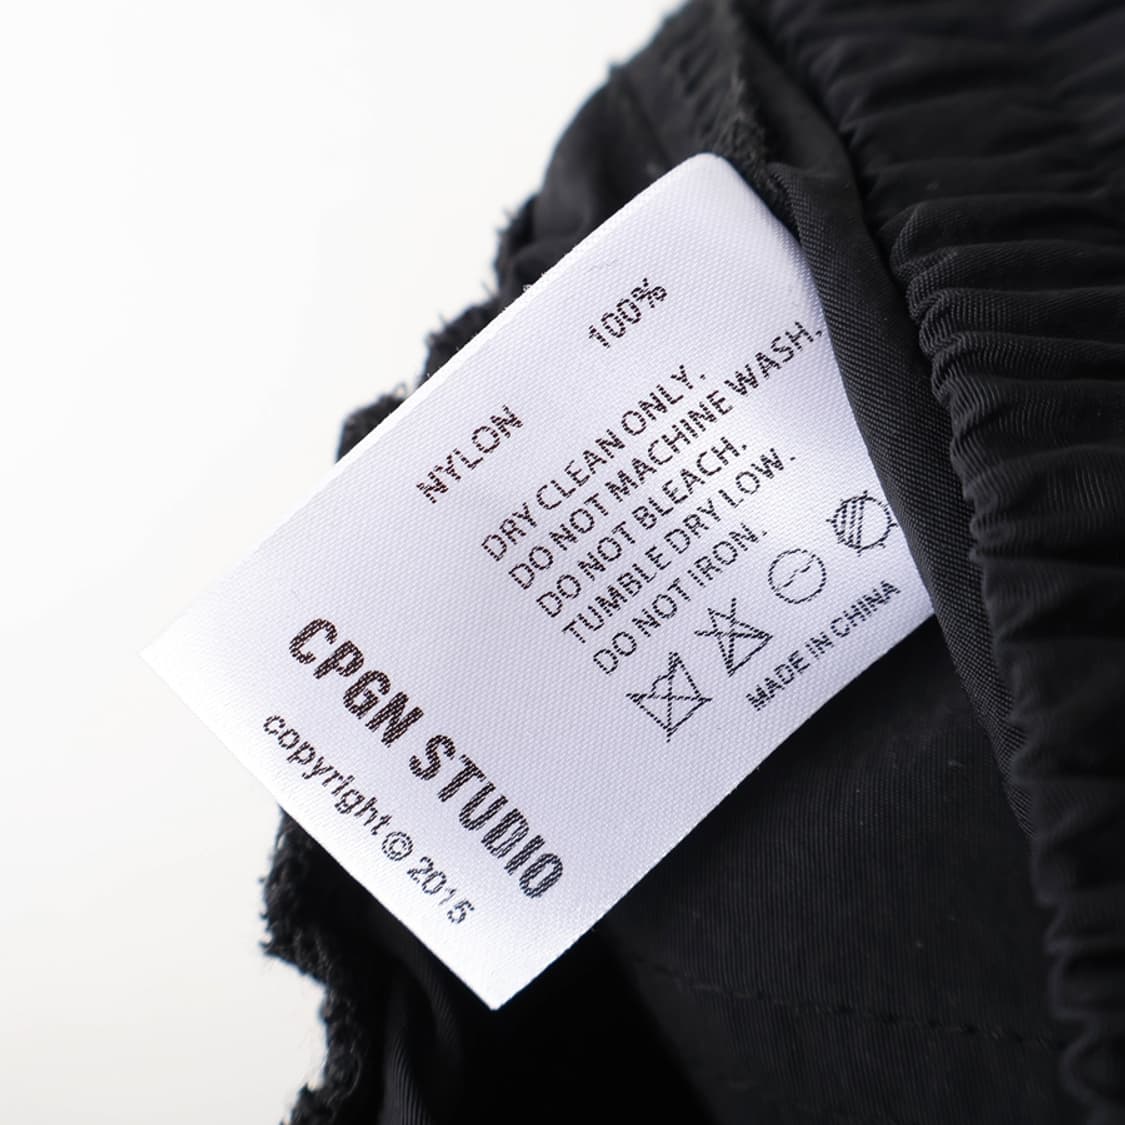 NYLON 100%
DRY CLEAN ONLY.
DO NOT MACHINE WASH.
DO NOT BLEACH.
TUMBLE DRY LOW.
DO NOT IRON.
MADE IN CHINA
CPGN STUDIO
copyright © 2015